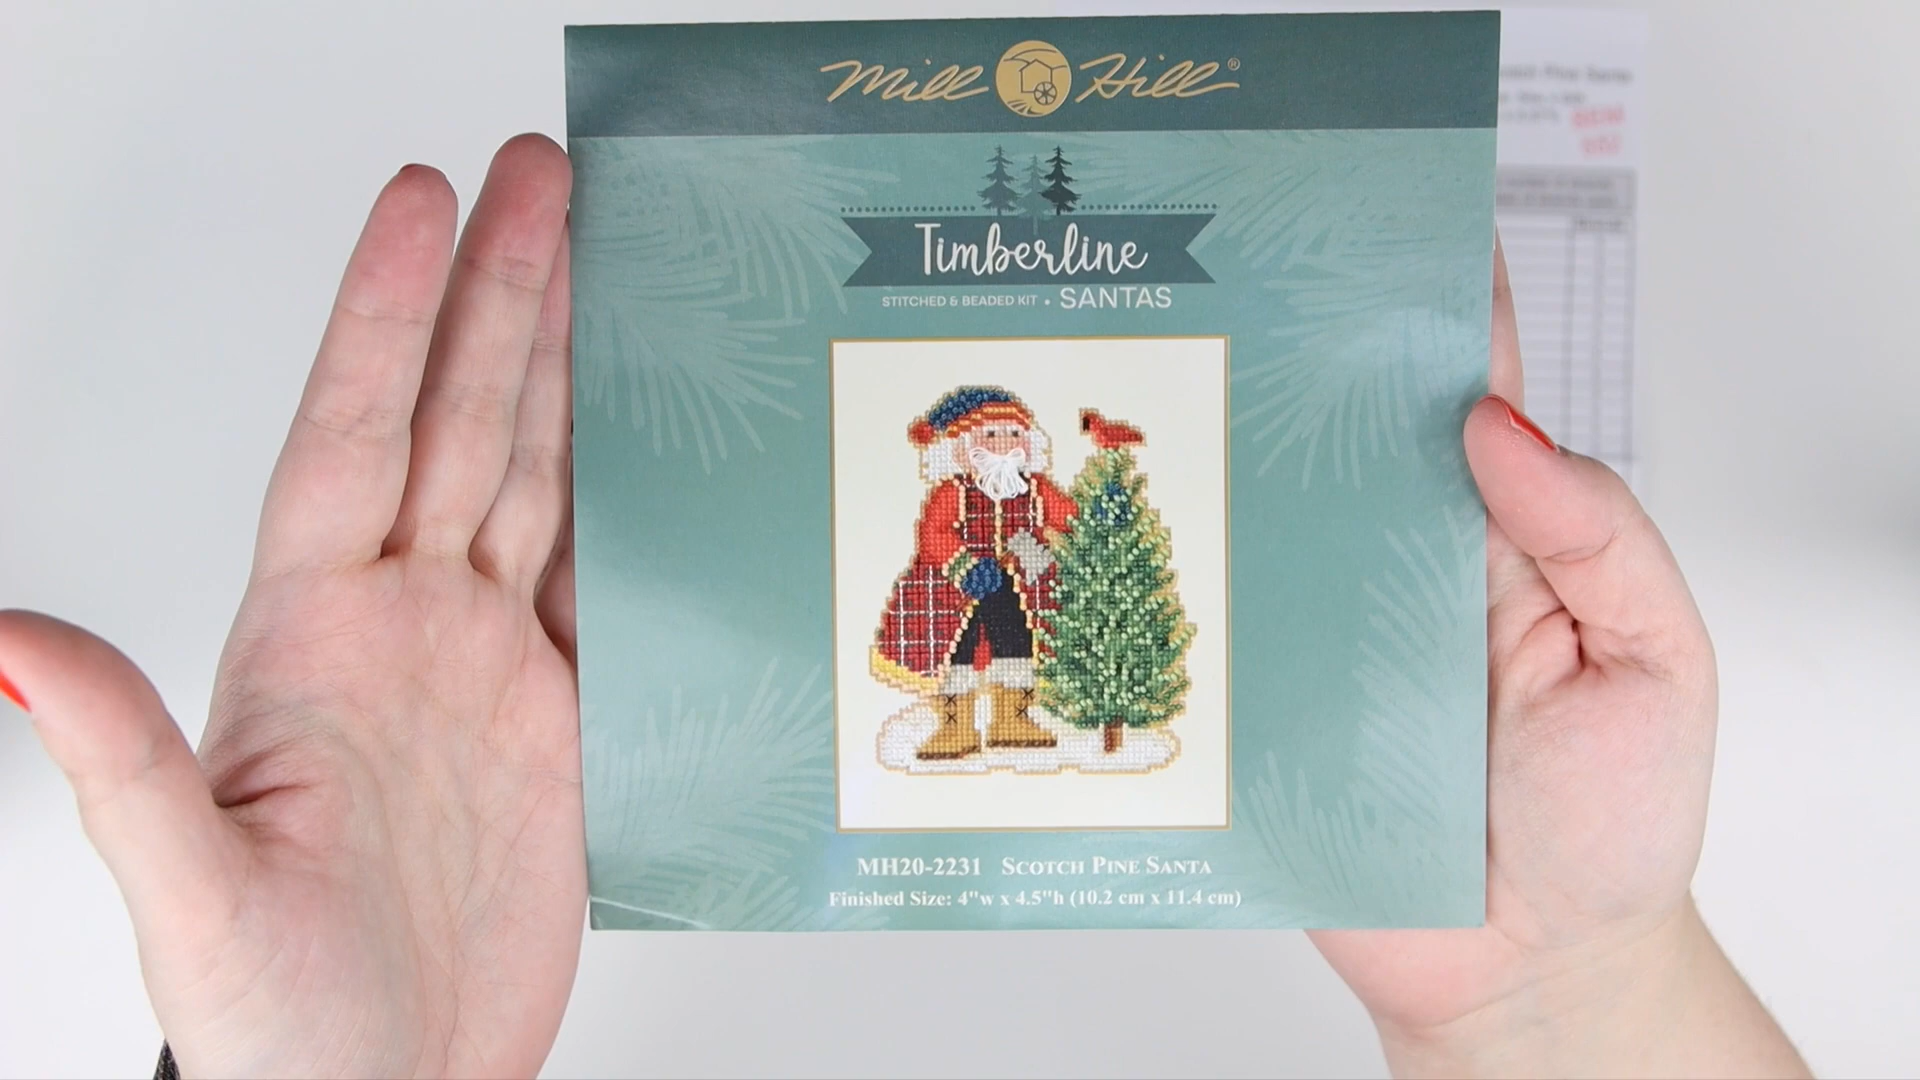 Mill Hill®
Timberline
STITCHED & BEADED KIT • SANTAS
MH20-2231 SCOTCH PINE SANTA
Finished Size: 4"w x 4.5"h (10.2 cm x 11.4 cm)